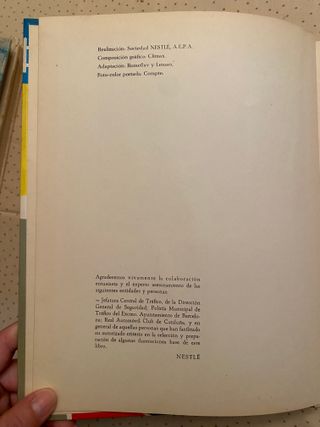 Realización: Sociedad NESTLÉ, A.E.P.A.
Composición gráfica: Clímax.
Adaptación: Romaflav y Lozano.
Foto-color portada: Compte.
Agradecemos vivamente la colaboración
entusiasta y el experto asesoramiento de las
siguientes entidades y personas:
— Jefatura Central de Tráfico, de la Dirección
General de Seguridad; Policía Municipal de
Tráfico del Excmo. Ayuntamiento de Barcelo-
na; Real Automóvil Club de Cataluña, y en
general de aquellas personas que han facilitado
su autorizado criterio en la selección y prepa-
ración de algunas ilustraciones base de este
libro.
NESTLÉ